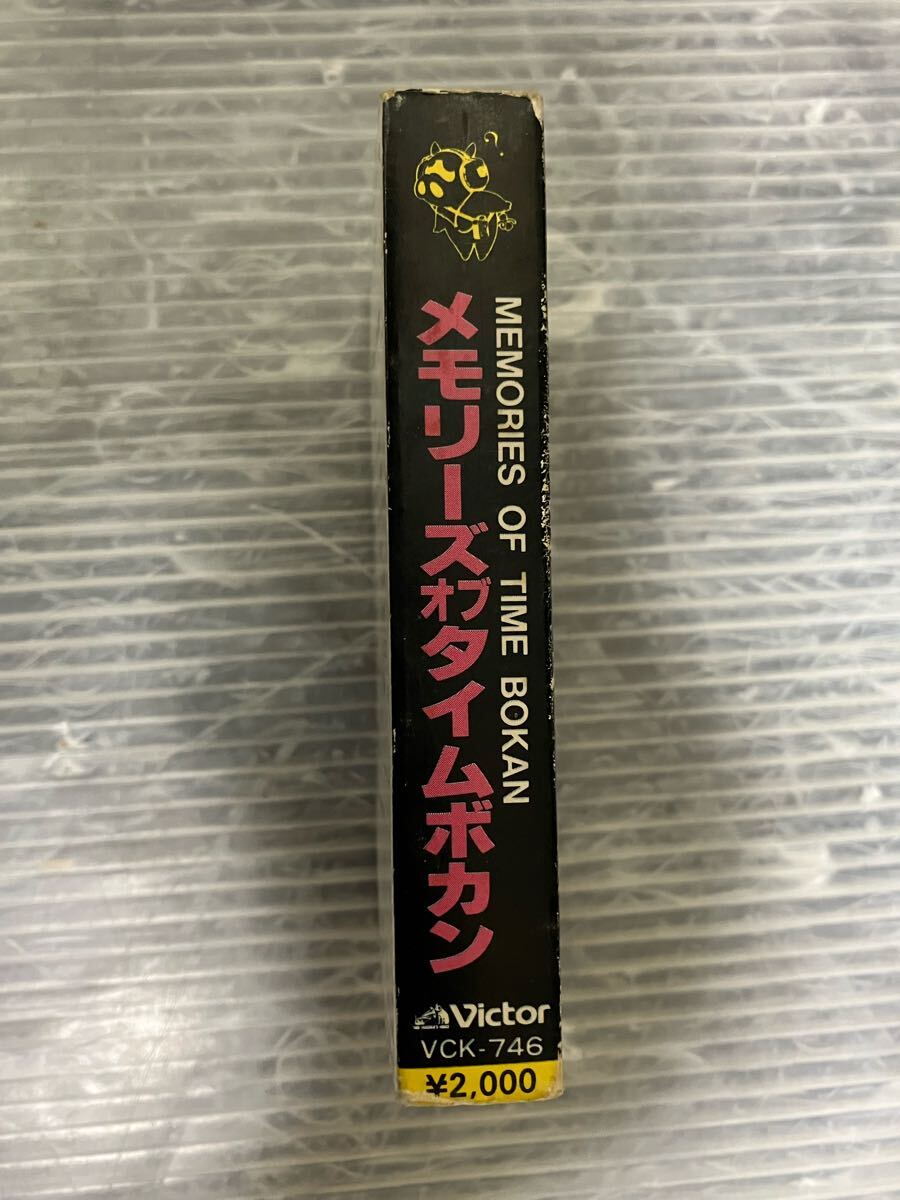 ?
メモリーズオブタイムボカン
MEMORIES OF TIME BOKAN
Victor
VCK-746
¥2,000